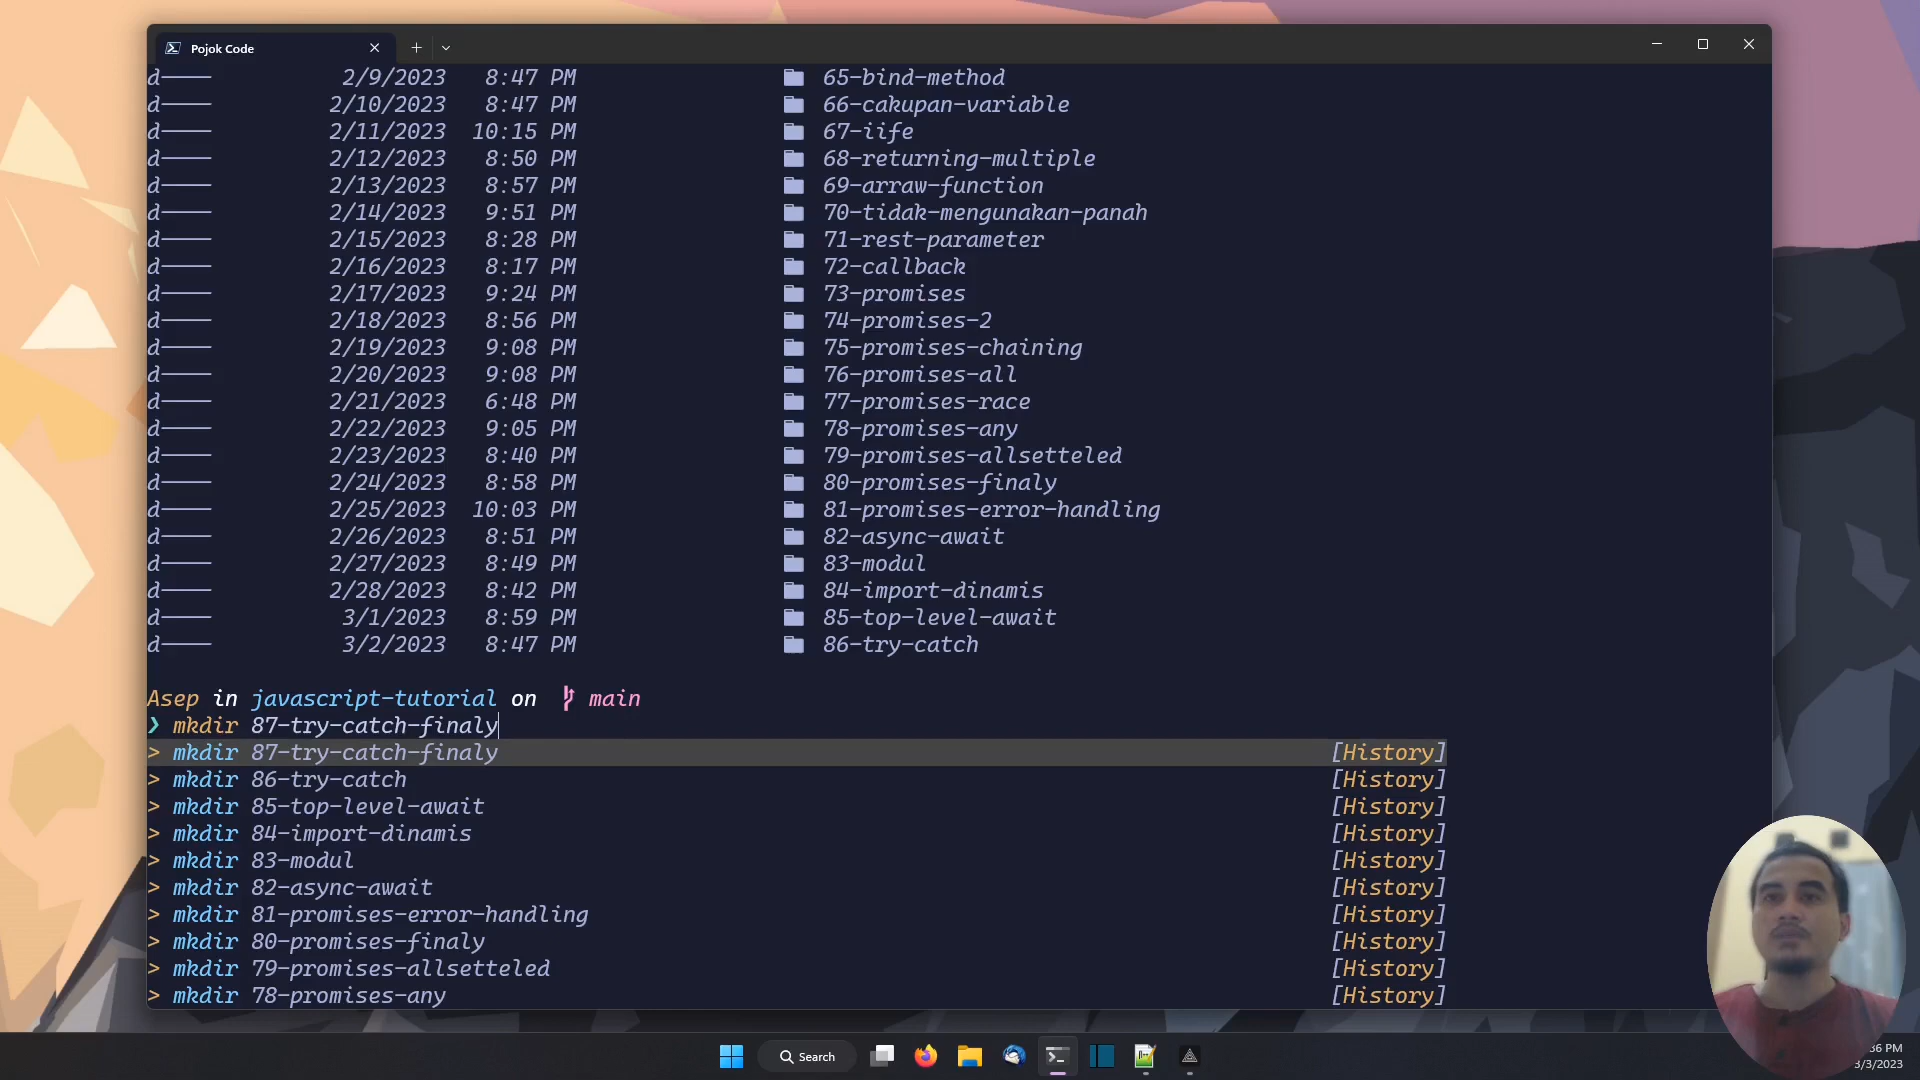 Pojok Code
d---- 2/9/2023 8:47 PM 65-bind-method
d---- 2/10/2023 8:47 PM 66-cakupan-variable
d---- 2/11/2023 10:15 PM 67-iife
d---- 2/12/2023 8:50 PM 68-returning-multiple
d---- 2/13/2023 8:57 PM 69-arraw-function
d---- 2/14/2023 9:51 PM 70-tidak-mengunakan-panah
d---- 2/15/2023 8:28 PM 71-rest-parameter
d---- 2/16/2023 8:17 PM 72-callback
d---- 2/17/2023 9:24 PM 73-promises
d---- 2/18/2023 8:56 PM 74-promises-2
d---- 2/19/2023 9:08 PM 75-promises-chaining
d---- 2/20/2023 9:08 PM 76-promises-all
d---- 2/21/2023 6:48 PM 77-promises-race
d---- 2/22/2023 9:05 PM 78-promises-any
d---- 2/23/2023 8:40 PM 79-promises-allsetteled
d---- 2/24/2023 8:58 PM 80-promises-finaly
d---- 2/25/2023 10:03 PM 81-promises-error-handling
d---- 2/26/2023 8:51 PM 82-async-await
d---- 2/27/2023 8:49 PM 83-modul
d---- 2/28/2023 8:42 PM 84-import-dinamis
d---- 3/1/2023 8:59 PM 85-top-level-await
d---- 3/2/2023 8:47 PM 86-try-catch
Asep in javascript-tutorial on main
❯ mkdir 87-try-catch-finaly
> mkdir 87-try-catch-finaly [History]
> mkdir 86-try-catch [History]
> mkdir 85-top-level-await [History]
> mkdir 84-import-dinamis [History]
> mkdir 83-modul [History]
> mkdir 82-async-await [History]
> mkdir 81-promises-error-handling [History]
> mkdir 80-promises-finaly [History]
> mkdir 79-promises-allsetteled [History]
> mkdir 78-promises-any [History]
Search
36 PM
3/3/2023